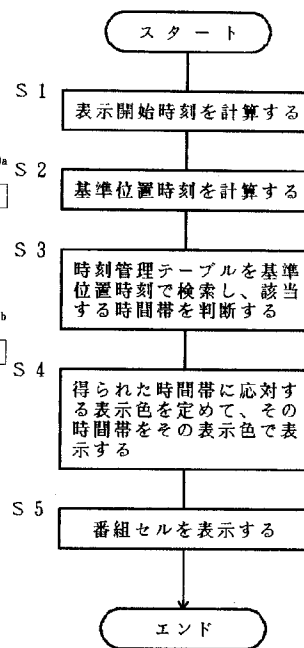 スタート
S1
表示開始時刻を計算する
S2
基準位置時刻を計算する
S3
時刻管理テーブルを基準
位置時刻で検索し、該当
する時間帯を判断する
S4
得られた時間帯に応対す
る表示色を定めて、その
時間帯をその表示色で表
示する
S5
番組セルを表示する
エンド